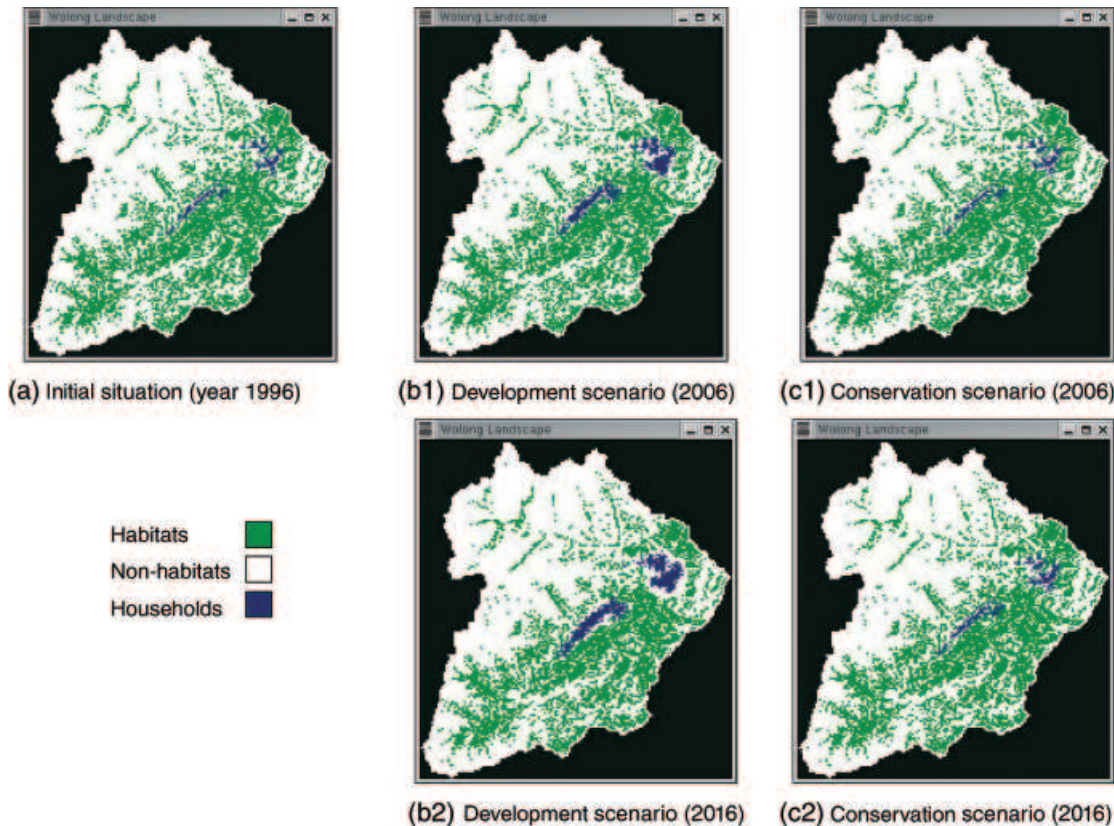 Wolong Landscape
Wolong Landscape
Wolong Landscape
(a) Initial situation (year 1996)
(b1) Development scenario (2006)
(c1) Conservation scenario (2006)
Wolong Landscape
Wolong Landscape
Habitats
Non-habitats
Households
(b2) Development scenario (2016)
(c2) Conservation scenario (2016)